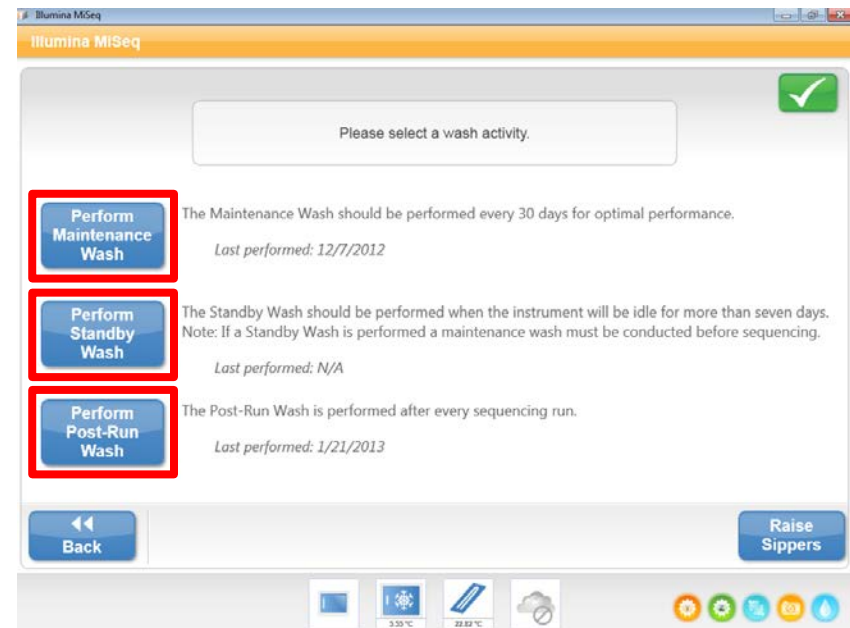 Illumina MiSeq
Illumina MiSeq
Please select a wash activity.
Perform
Maintenance
Wash
The Maintenance Wash should be performed every 30 days for optimal performance.
Last performed: 12/7/2012
Perform
Standby
Wash
The Standby Wash should be performed when the instrument will be idle for more than seven days.
Note: If a Standby Wash is performed a maintenance wash must be conducted before sequencing.
Last performed: N/A
Perform
Post-Run
Wash
The Post-Run Wash is performed after every sequencing run.
Last performed: 1/21/2013
Back
Raise
Sippers
5.55 °C
22.82 °C